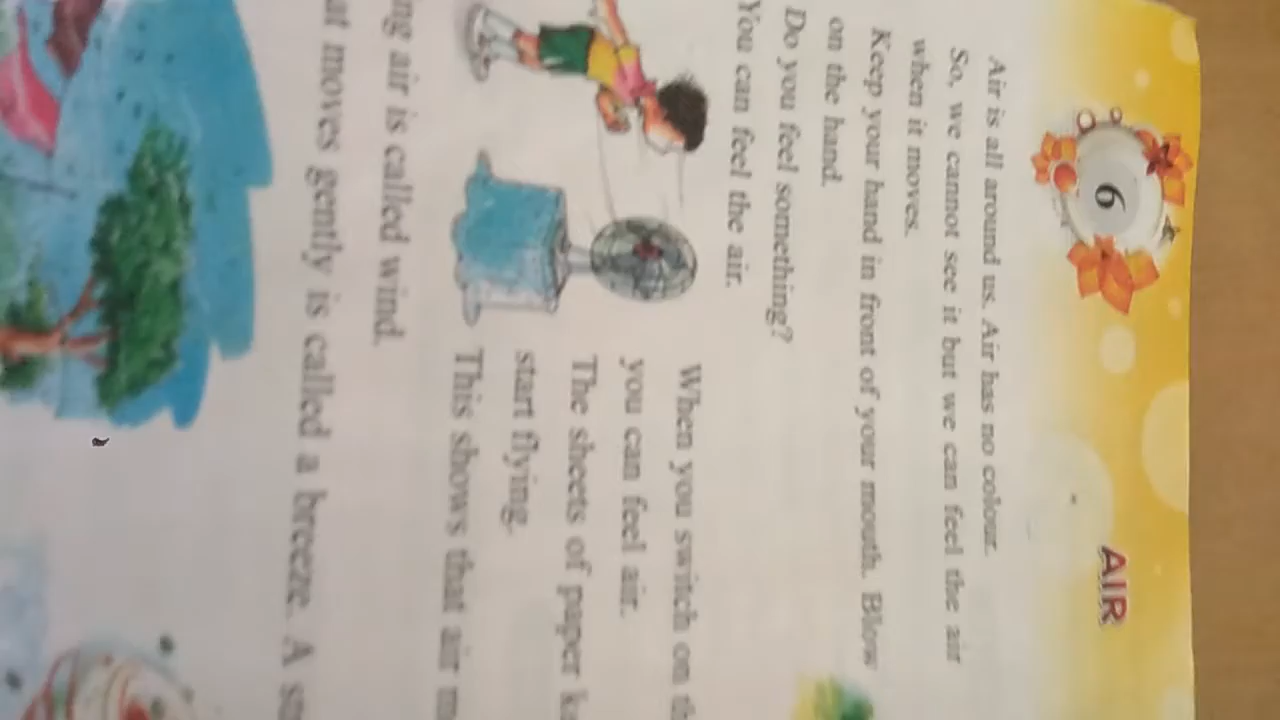 6
AIR
Air is all around us. Air has no colour.
So, we cannot see it but we can feel the air
when it moves.
Keep your hand in front of your mouth. Blow
on the hand.
Do you feel something?
You can feel the air.
When you switch on
you can feel air.
The sheets of paper
start flying.
This shows that air
air is called wind.
moves gently is called a breeze. A